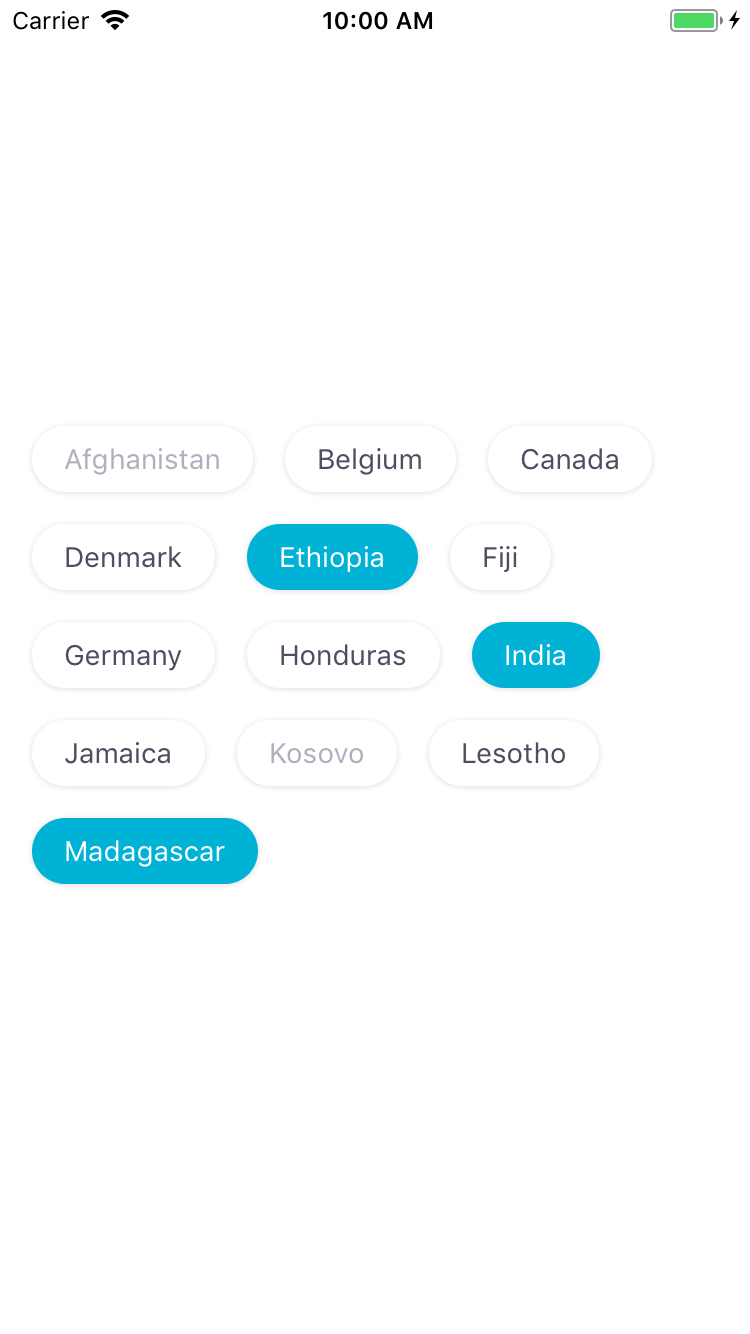 Carrier 10:00 AM
Afghanistan Belgium Canada
Denmark Ethiopia Fiji
Germany Honduras India
Jamaica Kosovo Lesotho
Madagascar